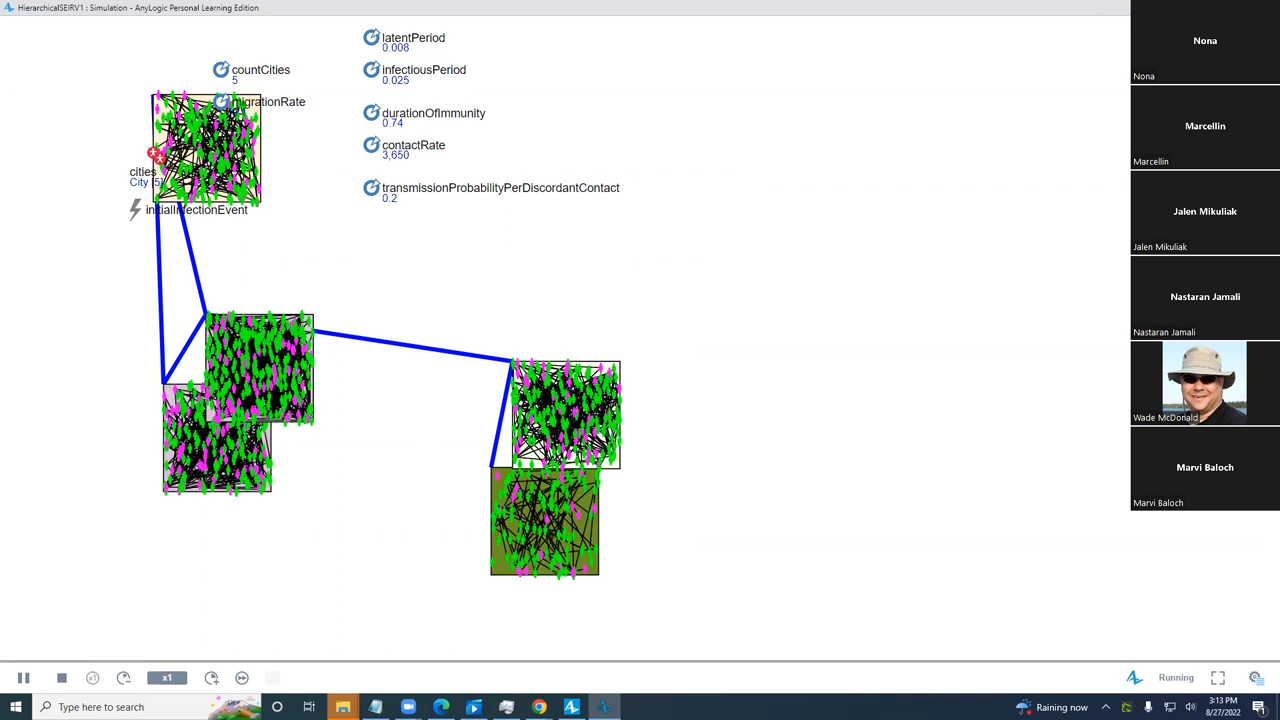 HierarchicalSEIRV1 : Simulation - AnyLogic Personal Learning Edition
latentPeriod
0.008
countCities
5
infectiousPeriod
0.025
migrationRate
durationOfImmunity
0.74
contactRate
3,650
cities
City [5]
transmissionProbabilityPerDiscordantContact
0.2
initialInfectionEvent
Nona
Nona
Marcellin
Marcellin
Jalen Mikuliak
Jalen Mikuliak
Nastaran Jamali
Nastaran Jamali
Wade McDonald
Marvi Baloch
Marvi Baloch
x1
x1
Running
Type here to search
Raining now
3:13 PM
8/27/2022
1